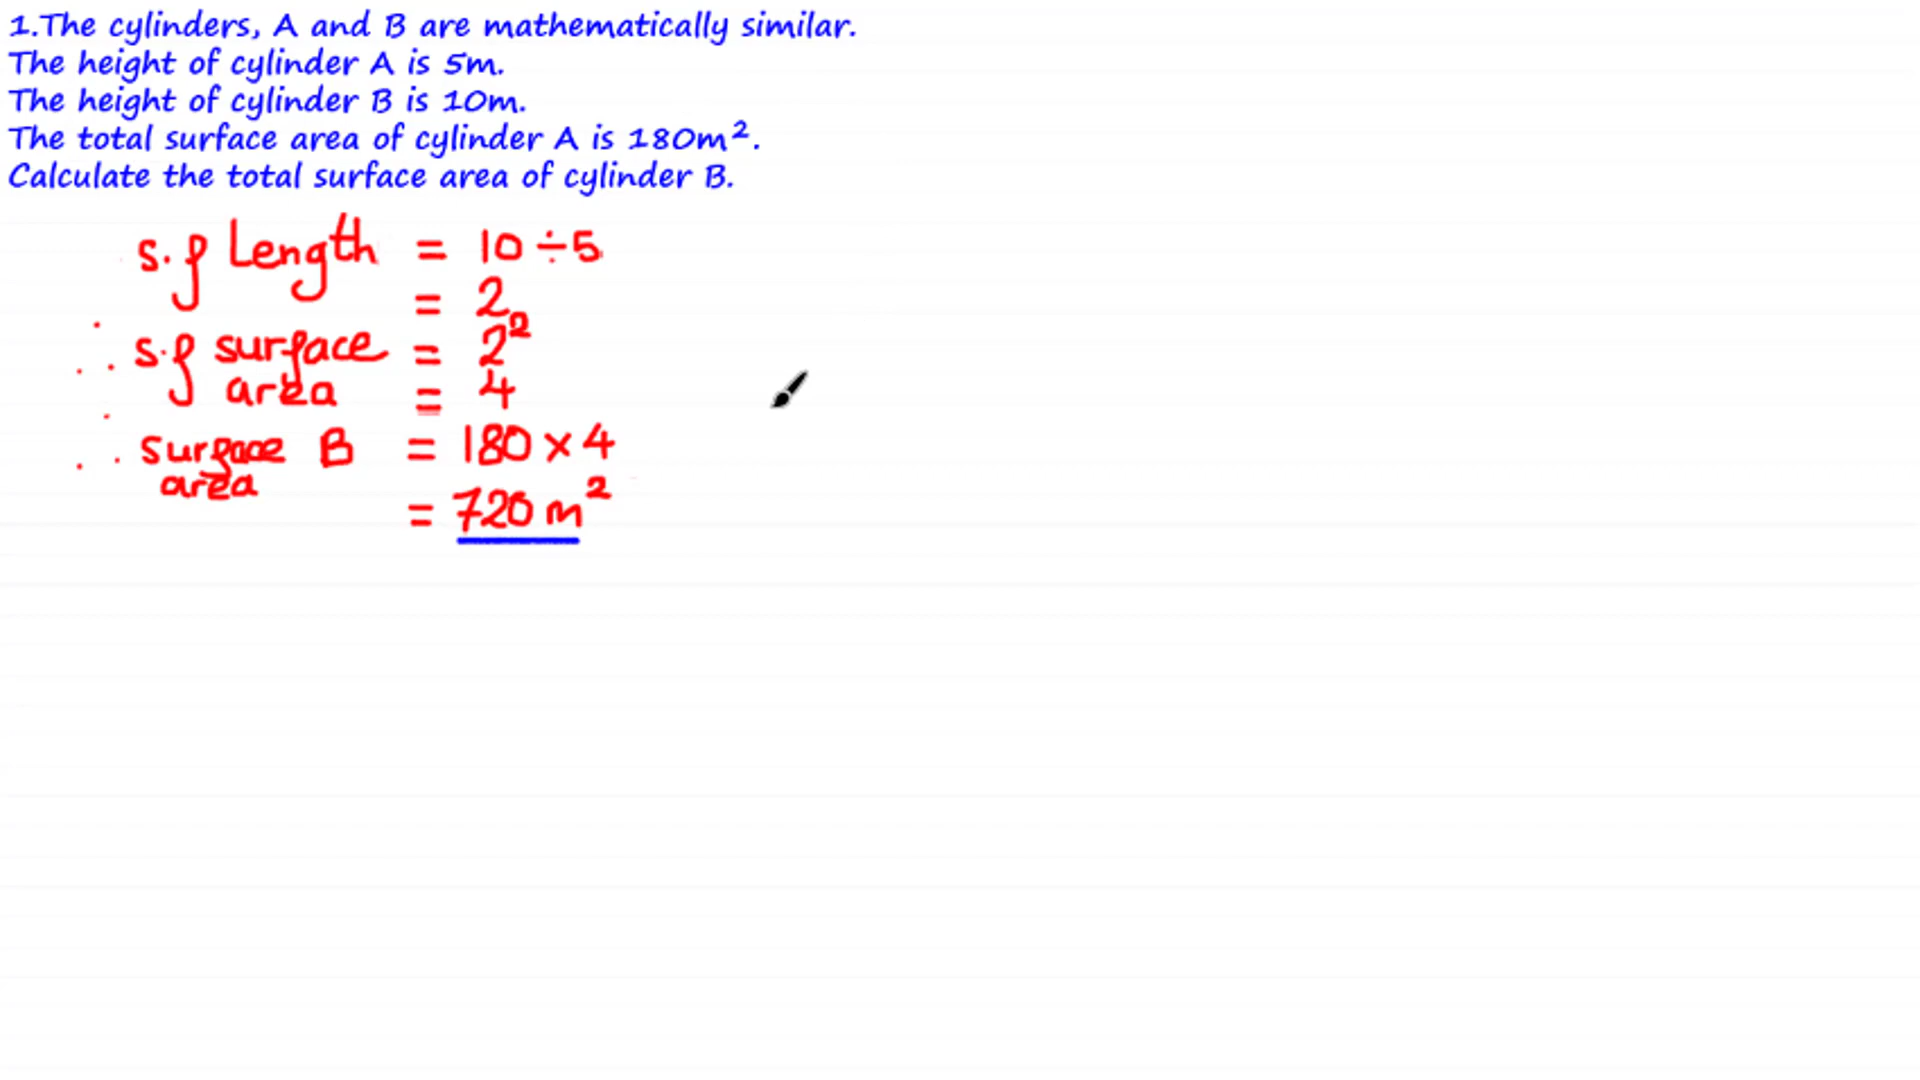 1.The cylinders, A and B are mathematically similar.
The height of cylinder A is 5m.
The height of cylinder B is 10m.
The total surface area of cylinder A is 180m².
Calculate the total surface area of cylinder B.
s.f Length = 10 ÷ 5
= 2
∴ s.f surface = 2²
area = 4
∴ surface B = 180 × 4
area
= 720 m²